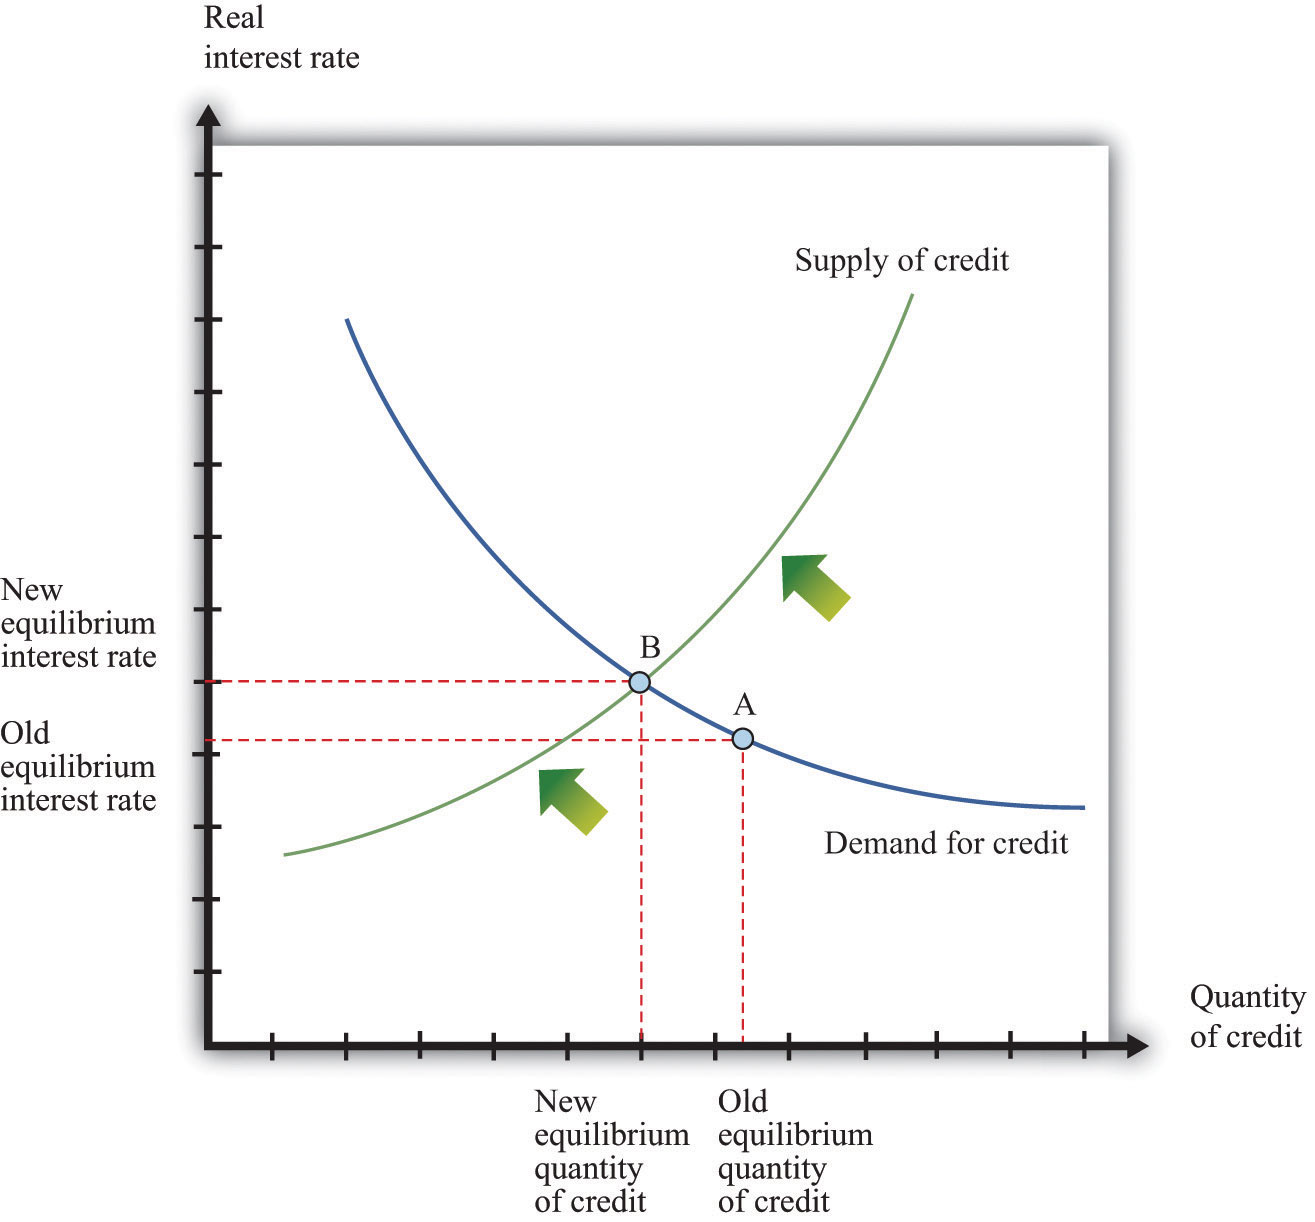 Real
interest rate
Supply of credit
New
equilibrium
interest rate
B
A
Old
equilibrium
interest rate
Demand for credit
Quantity
of credit
New
equilibrium
quantity
of credit
Old
equilibrium
quantity
of credit